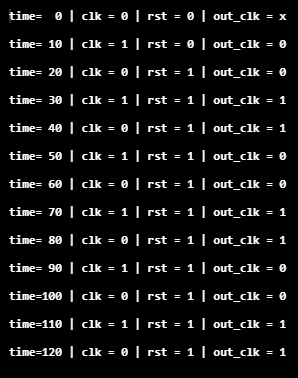 time=  0 | clk = 0 | rst = 0 | out_clk = x
time= 10 | clk = 1 | rst = 0 | out_clk = 0
time= 20 | clk = 0 | rst = 1 | out_clk = 0
time= 30 | clk = 1 | rst = 1 | out_clk = 1
time= 40 | clk = 0 | rst = 1 | out_clk = 1
time= 50 | clk = 1 | rst = 1 | out_clk = 0
time= 60 | clk = 0 | rst = 1 | out_clk = 0
time= 70 | clk = 1 | rst = 1 | out_clk = 1
time= 80 | clk = 0 | rst = 1 | out_clk = 1
time= 90 | clk = 1 | rst = 1 | out_clk = 0
time=100 | clk = 0 | rst = 1 | out_clk = 0
time=110 | clk = 1 | rst = 1 | out_clk = 1
time=120 | clk = 0 | rst = 1 | out_clk = 1